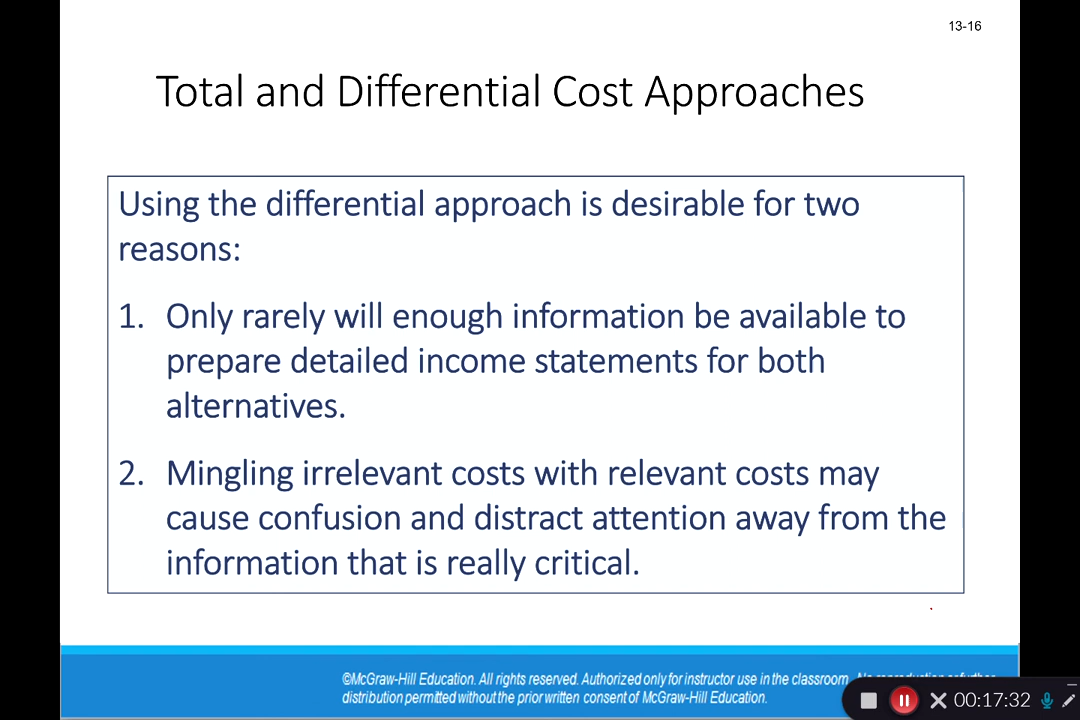 13-16
Total and Differential Cost Approaches
Using the differential approach is desirable for two
reasons:
1. Only rarely will enough information be available to
prepare detailed income statements for both
alternatives.
2. Mingling irrelevant costs with relevant costs may
cause confusion and distract attention away from the
information that is really critical.
©McGraw-Hill Education. All rights reserved. Authorized only for instructor use in the classroom.
distribution permitted without the prior written consent of McGraw-Hill Education.
00:17:32